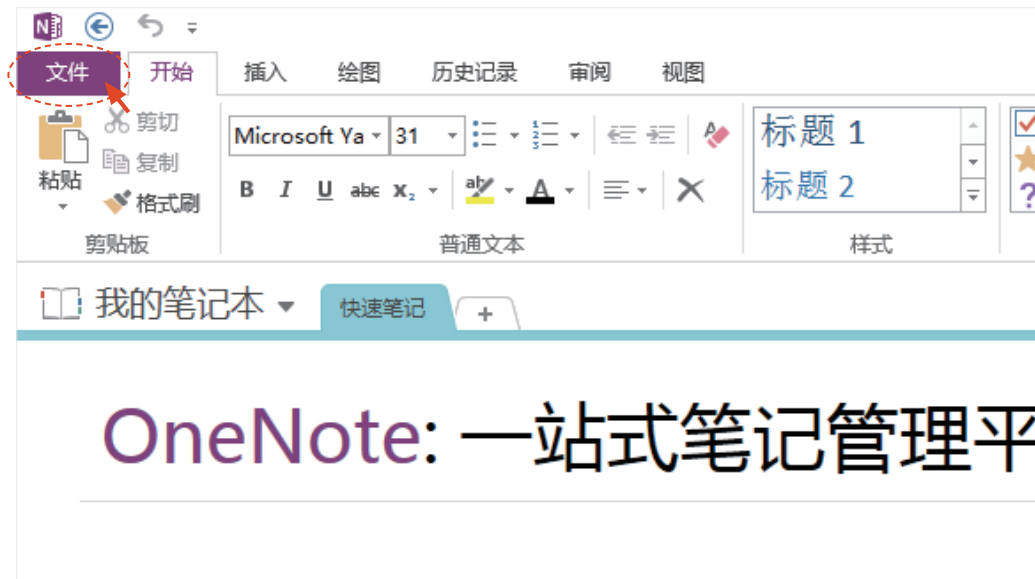 文件 开始 插入 绘图 历史记录 审阅 视图
剪切
复制
粘贴
格式刷
Microsoft Ya 31
B I U abc x₂ aby A
标题 1
标题 2
剪贴板 普通文本 样式
我的笔记本 快速笔记 +
OneNote: 一站式笔记管理平